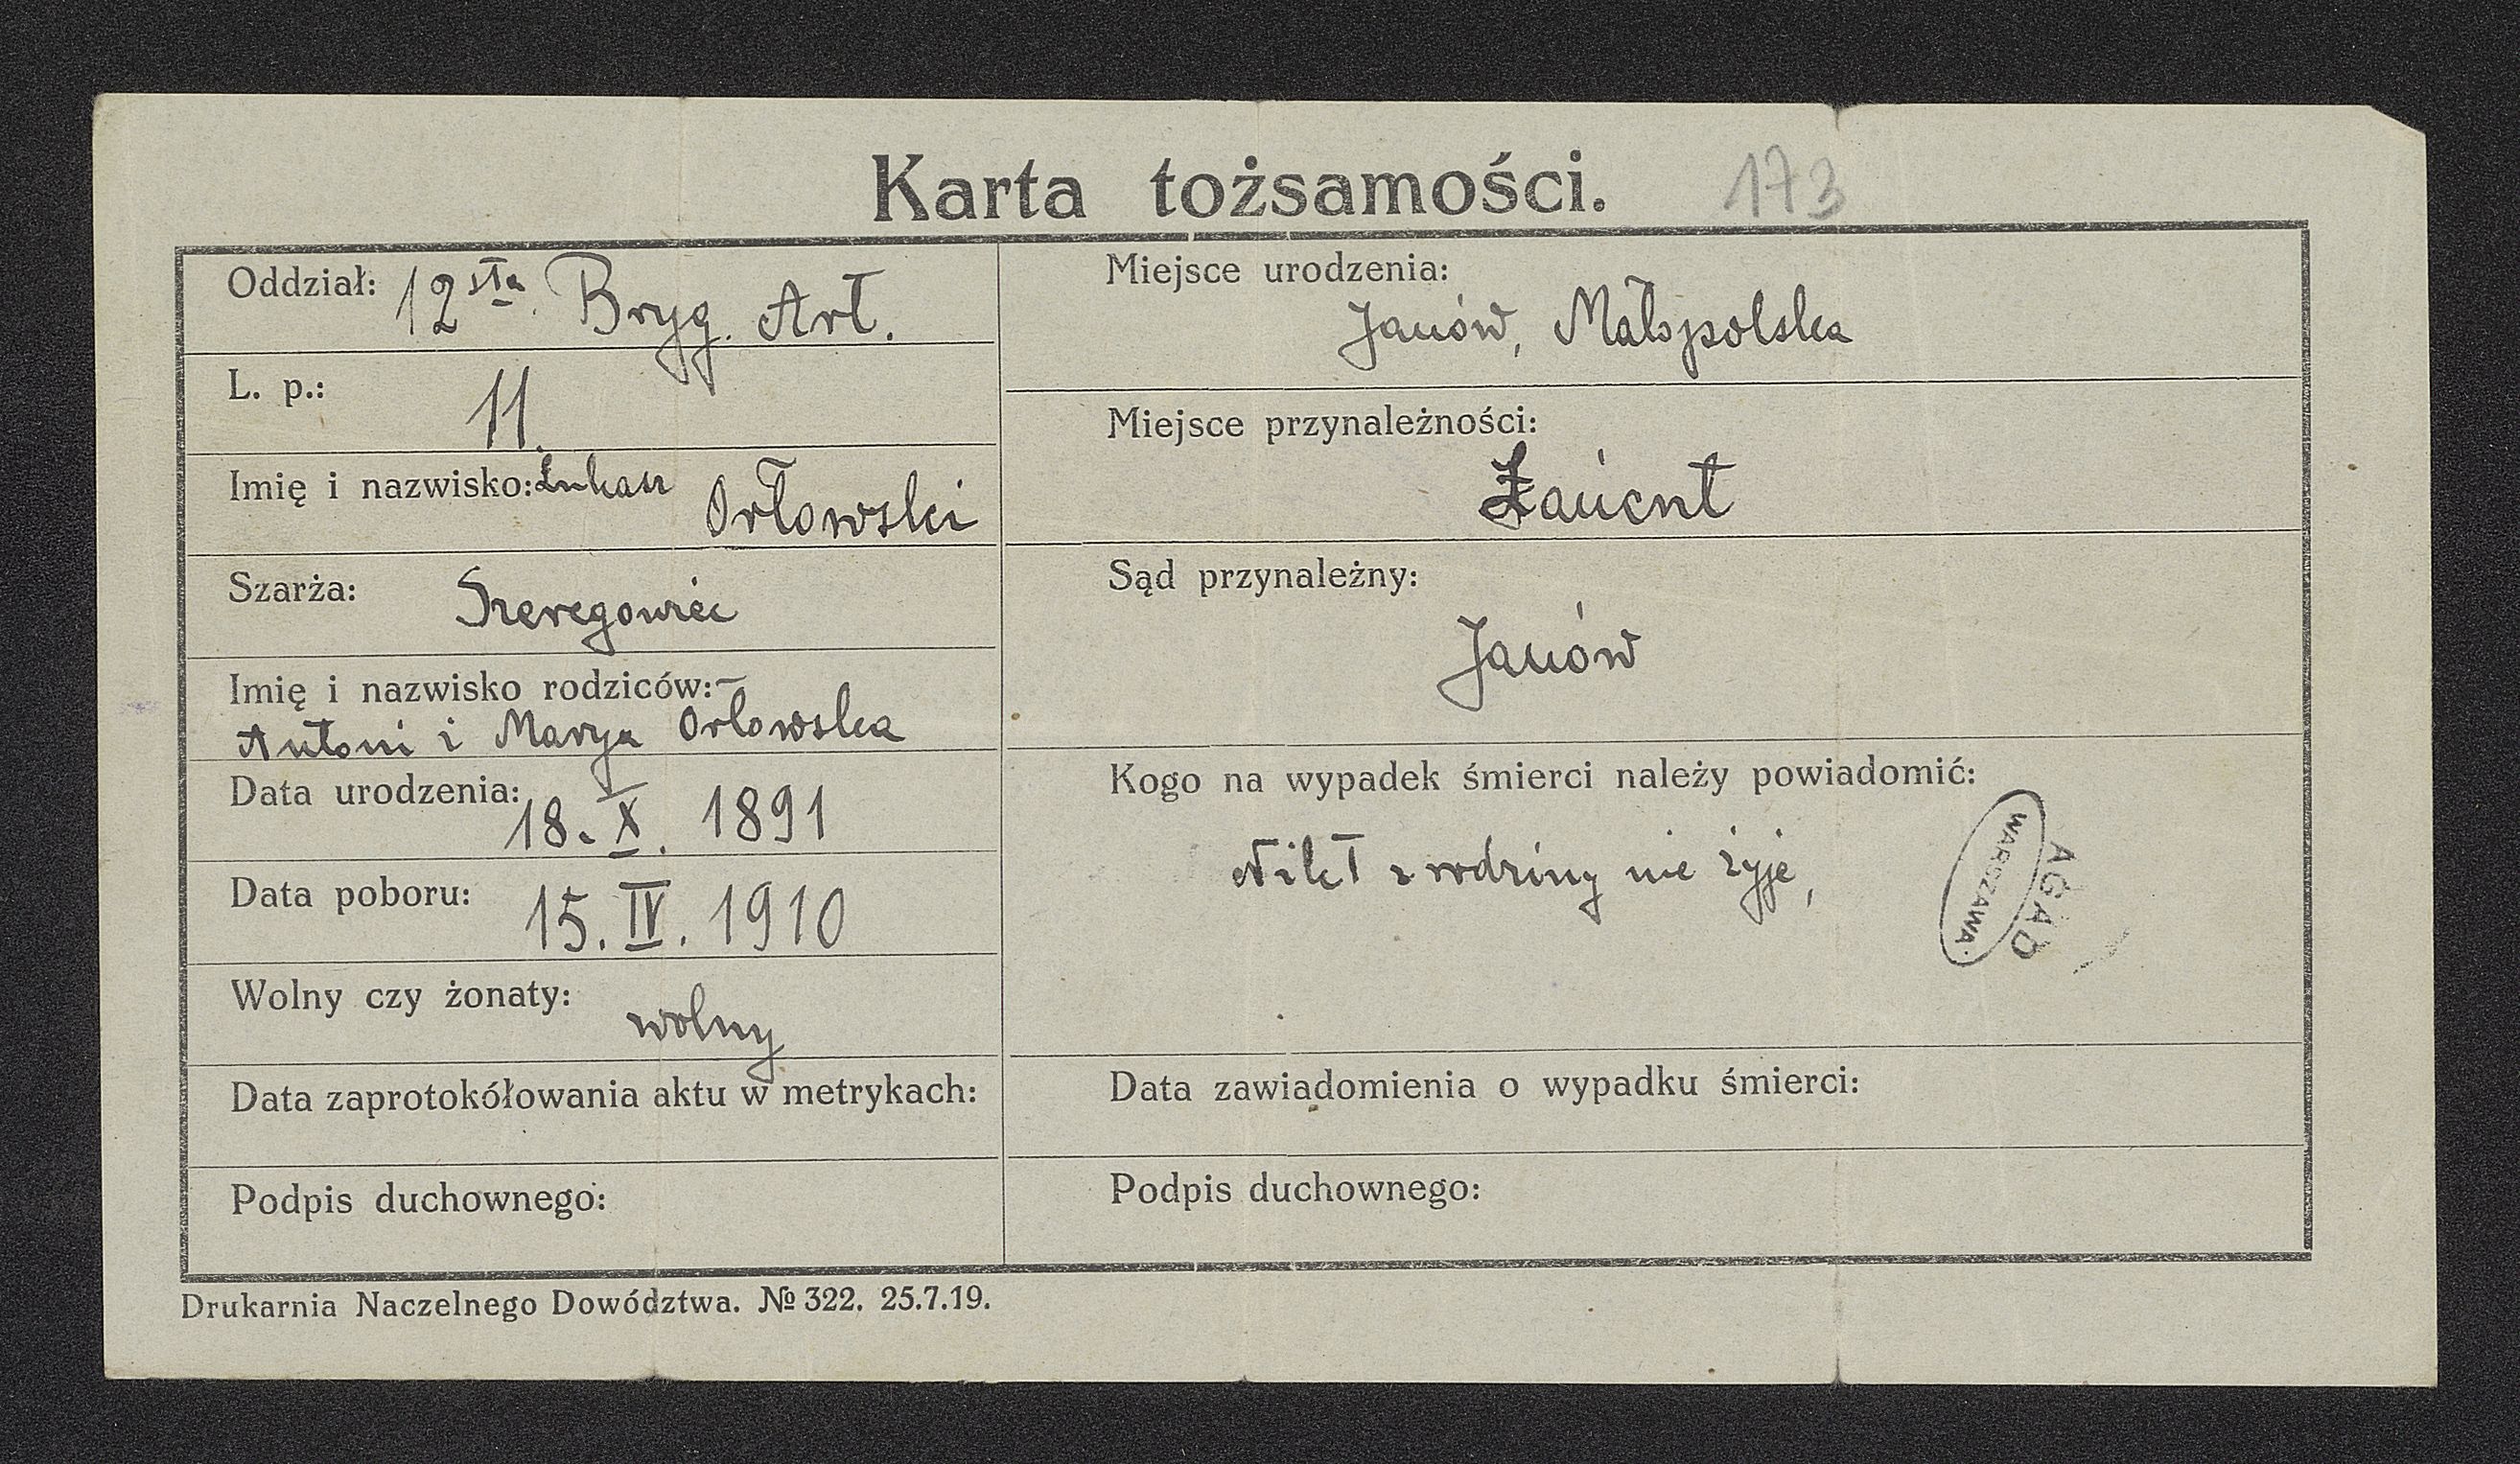 Karta tożsamości. 173
Oddział: 12sta. Bryg. Art.
L. p.: 11.
Imię i nazwisko: Łukasz Orłowski
Szarża: Szeregowiec
Imię i nazwisko rodziców:
Antoni i Marya Orłowska
Data urodzenia: 18. X. 1891
Data poboru: 15. IV. 1910
Wolny czy żonaty: wolny
Data zaprotokółowania aktu w metrykach:
Podpis duchownego:
Miejsce urodzenia:
Janów, Małopolska
Miejsce przynależności:
Sąd przynależny:
Janów
Kogo na wypadek śmierci należy powiadomić:
Nikt z rodziny nie żyje,
AGAD
WARSZAWA
Data zawiadomienia o wypadku śmierci:
Podpis duchownego:
Drukarnia Naczelnego Dowództwa. № 322. 25.7.19.